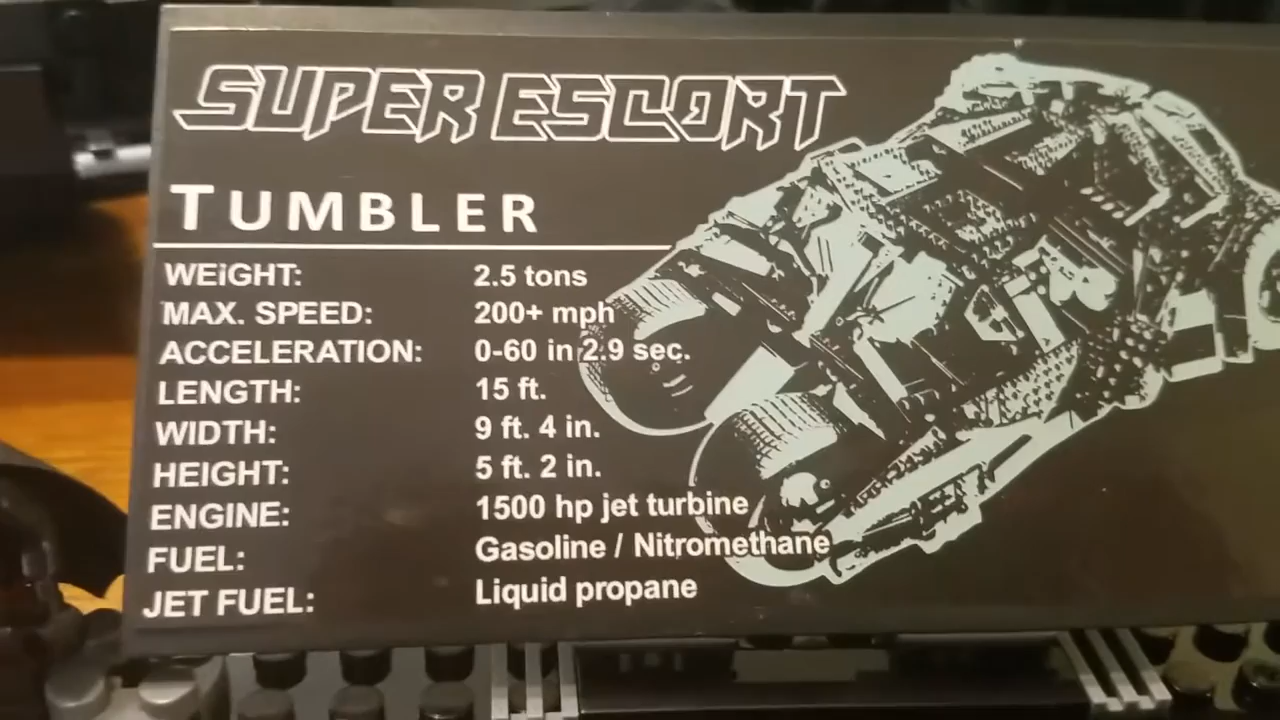 SUPER ESCORT
TUMBLER
WEiGHT: 2.5 tons
MAX. SPEED: 200+ mph
ACCELERATION: 0-60 in 2.9 sec.
LENGTH: 15 ft.
WIDTH: 9 ft. 4 in.
HEIGHT: 5 ft. 2 in.
ENGINE: 1500 hp jet turbine
FUEL: Gasoline / Nitromethane
JET FUEL: Liquid propane